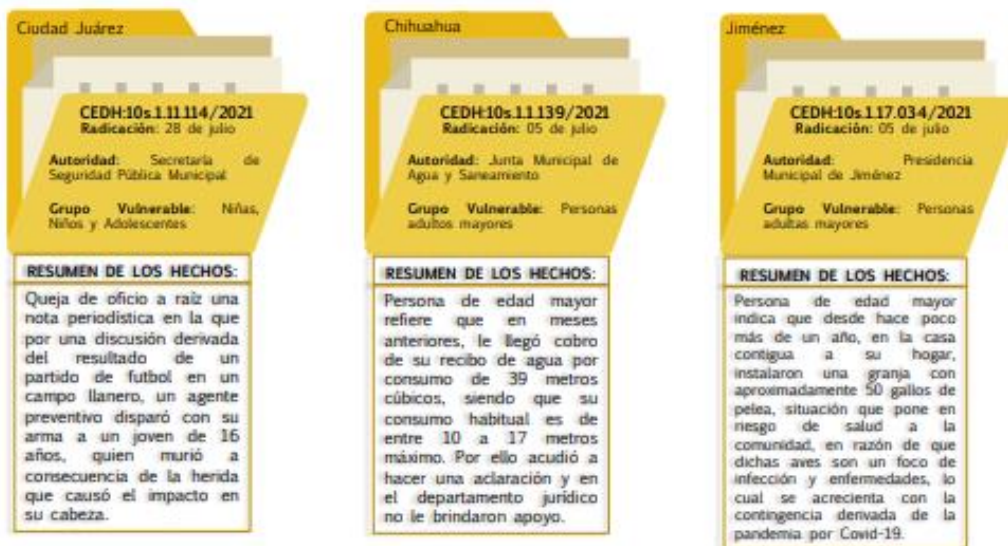 Ciudad Juárez
CEDH:10s.1.11.114/2021
Radicación: 28 de julio
Autoridad: Secretaría de
Seguridad Pública Municipal
Grupo Vulnerable: Niñas,
Niños y Adolescentes
RESUMEN DE LOS HECHOS:
Queja de oficio a raíz una
nota periodística en la que
por una discusión derivada
del resultado de un
partido de futbol en un
campo llanero, un agente
preventivo disparó con su
arma a un joven de 16
años, quien murió a
consecuencia de la herida
que causó el impacto en
su cabeza.
Chihuahua
CEDH:10s.1.1.139/2021
Radicación: 05 de julio
Autoridad: Junta Municipal de
Agua y Saneamiento
Grupo Vulnerable: Personas
adultos mayores
RESUMEN DE LOS HECHOS:
Persona de edad mayor
refiere que en meses
anteriores, le llegó cobro
de su recibo de agua por
consumo de 39 metros
cúbicos, siendo que su
consumo habitual es de
entre 10 a 17 metros
máximo. Por ello acudió a
hacer una aclaración y en
el departamento jurídico
no le brindaron apoyo.
Jiménez
CEDH:10s.1.17.034/2021
Radicación: 05 de julio
Autoridad: Presidencia
Municipal de Jiménez
Grupo Vulnerable: Personas
adultas mayores
RESUMEN DE LOS HECHOS:
Persona de edad mayor
indica que desde hace poco
más de un año, en la casa
contigua a su hogar,
instalaron una granja con
aproximadamente 50 gallos de
pelea, situación que pone en
riesgo de salud a la
comunidad, en razón de que
dichas aves son un foco de
infección y enfermedades, lo
cual se acrecienta con la
contingencia derivada de la
pandemia por Covid-19.